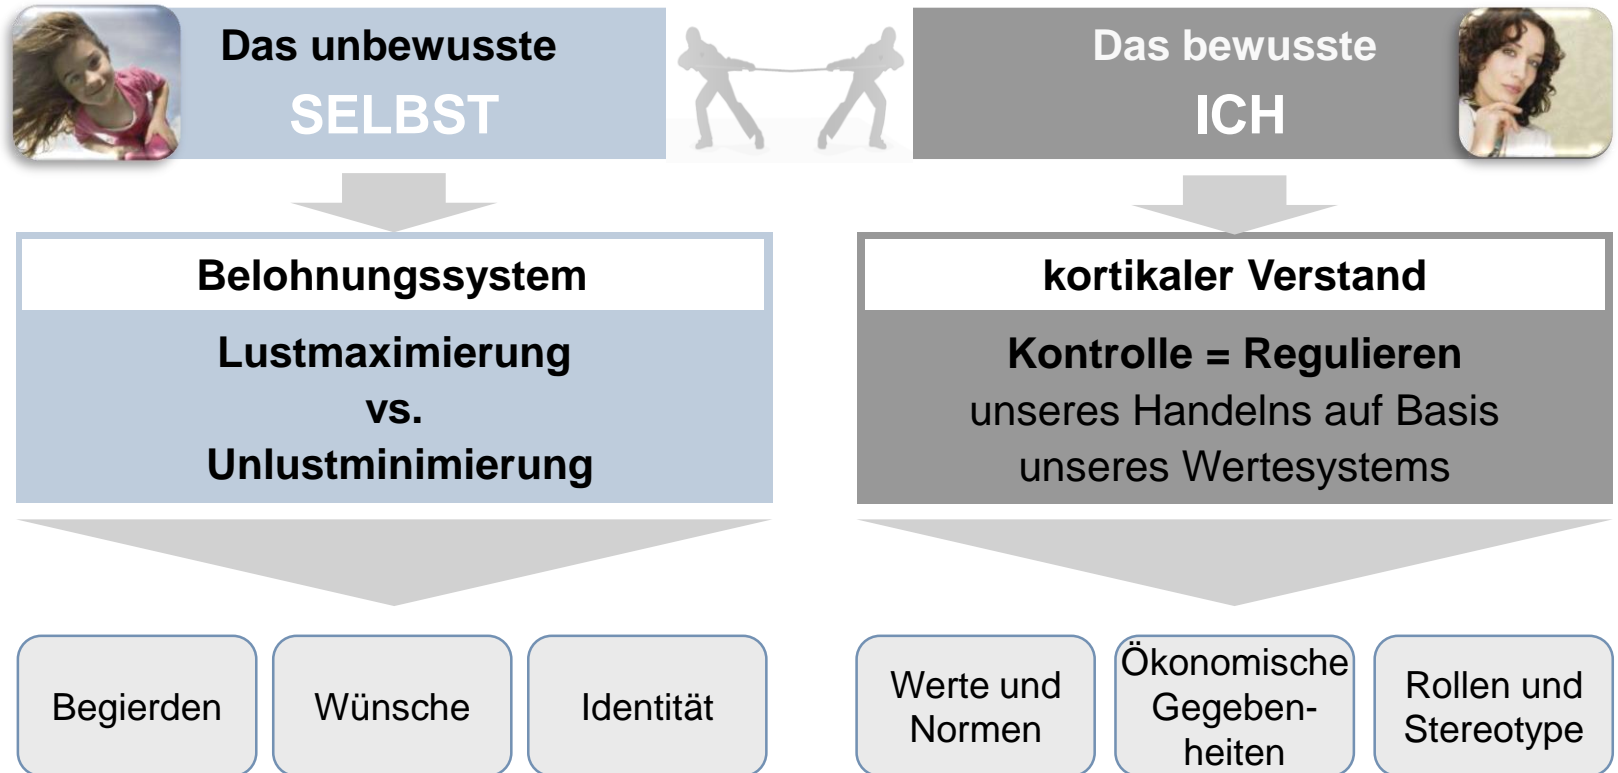 Das unbewusste
SELBST
Das bewusste
ICH
Belohnungssystem
Lustmaximierung
vs.
Unlustminimierung
kortikaler Verstand
Kontrolle = Regulieren
unseres Handelns auf Basis
unseres Wertesystems
Begierden
Wünsche
Identität
Werte und
Normen
Ökonomische
Gegeben-
heiten
Rollen und
Stereotype